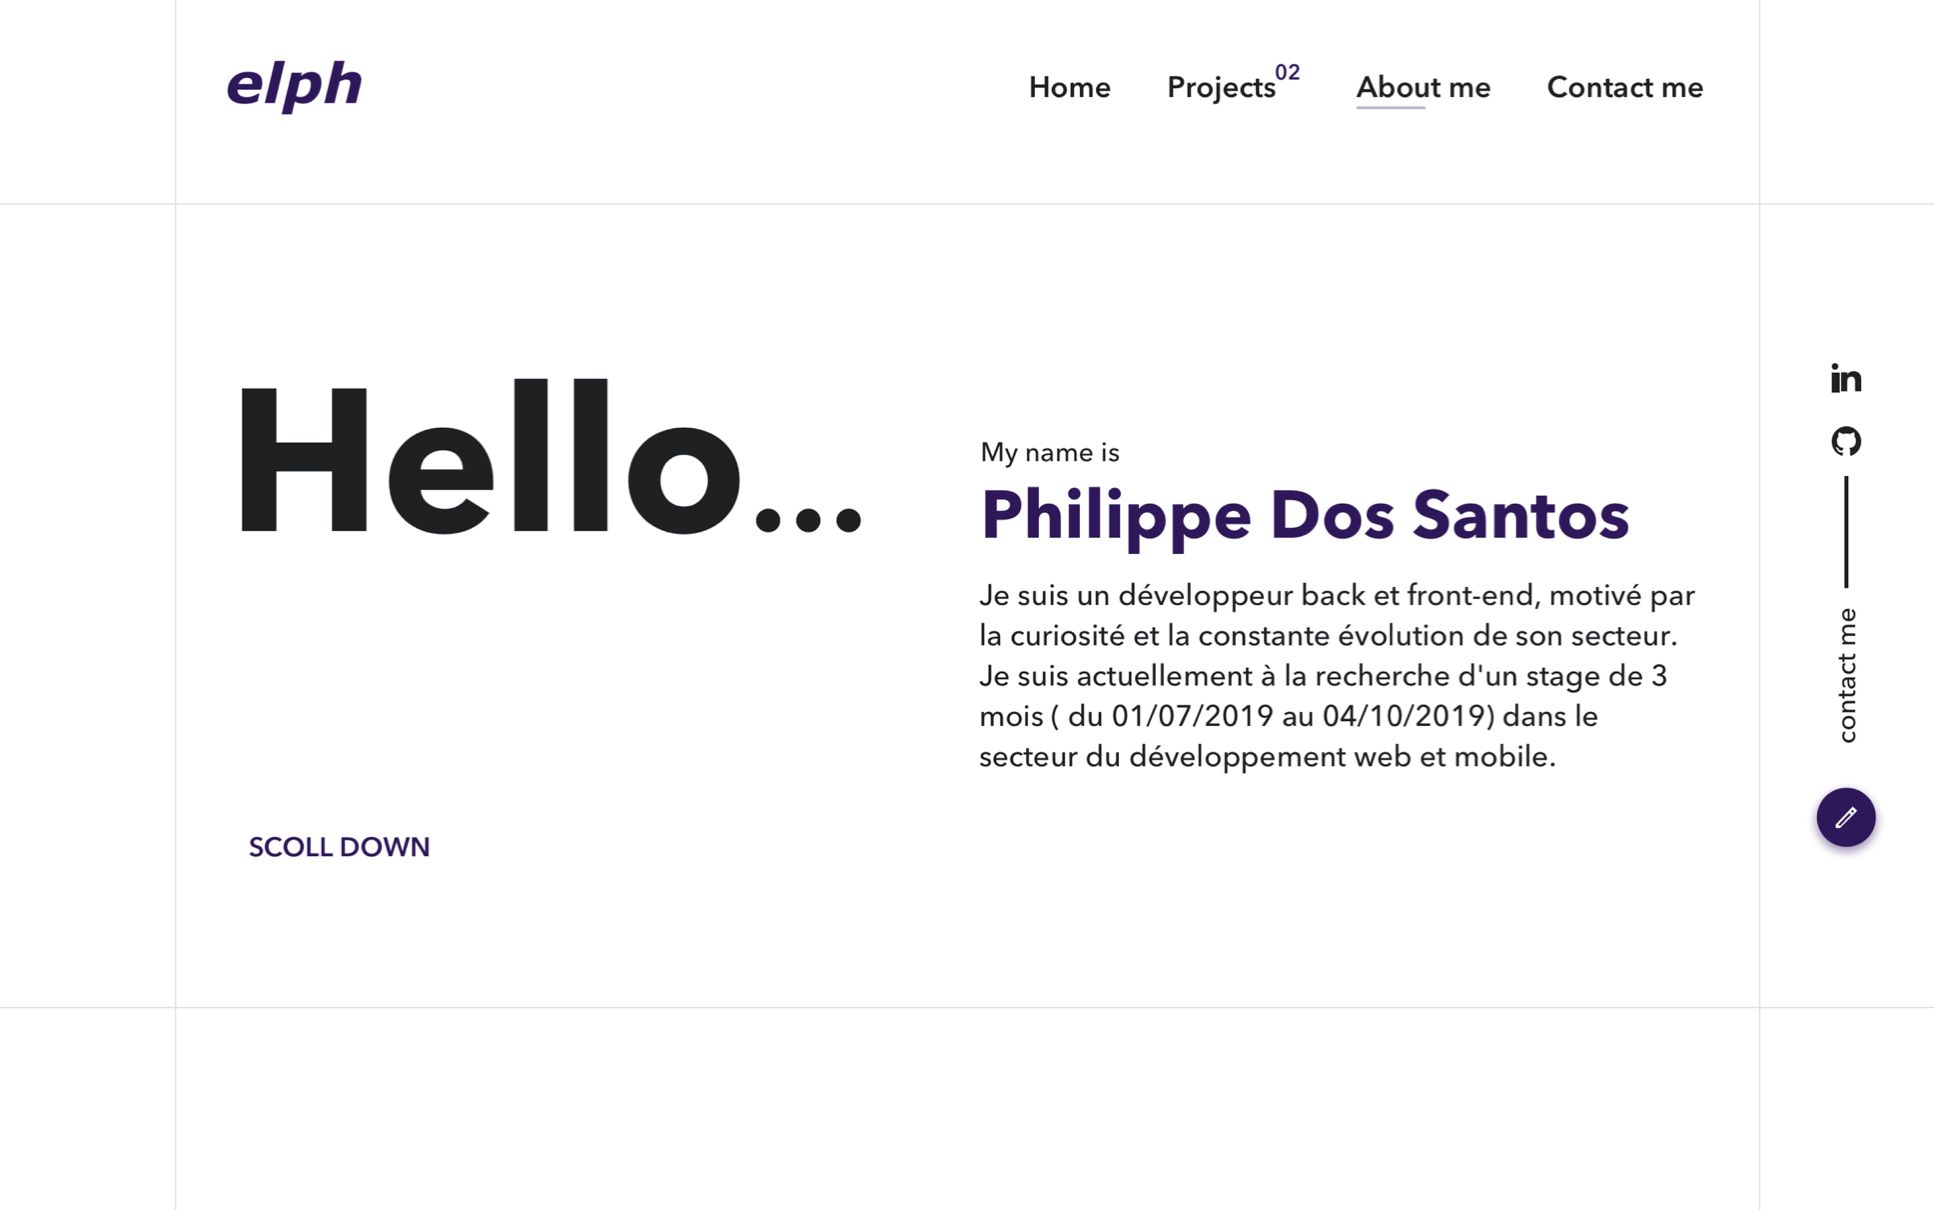 elph
Home Projects 02 About me Contact me
Hello...
My name is
Philippe Dos Santos
Je suis un développeur back et front-end, motivé par
la curiosité et la constante évolution de son secteur.
Je suis actuellement à la recherche d'un stage de 3
mois ( du 01/07/2019 au 04/10/2019) dans le
secteur du développement web et mobile.
SCOLL DOWN
in
contact me